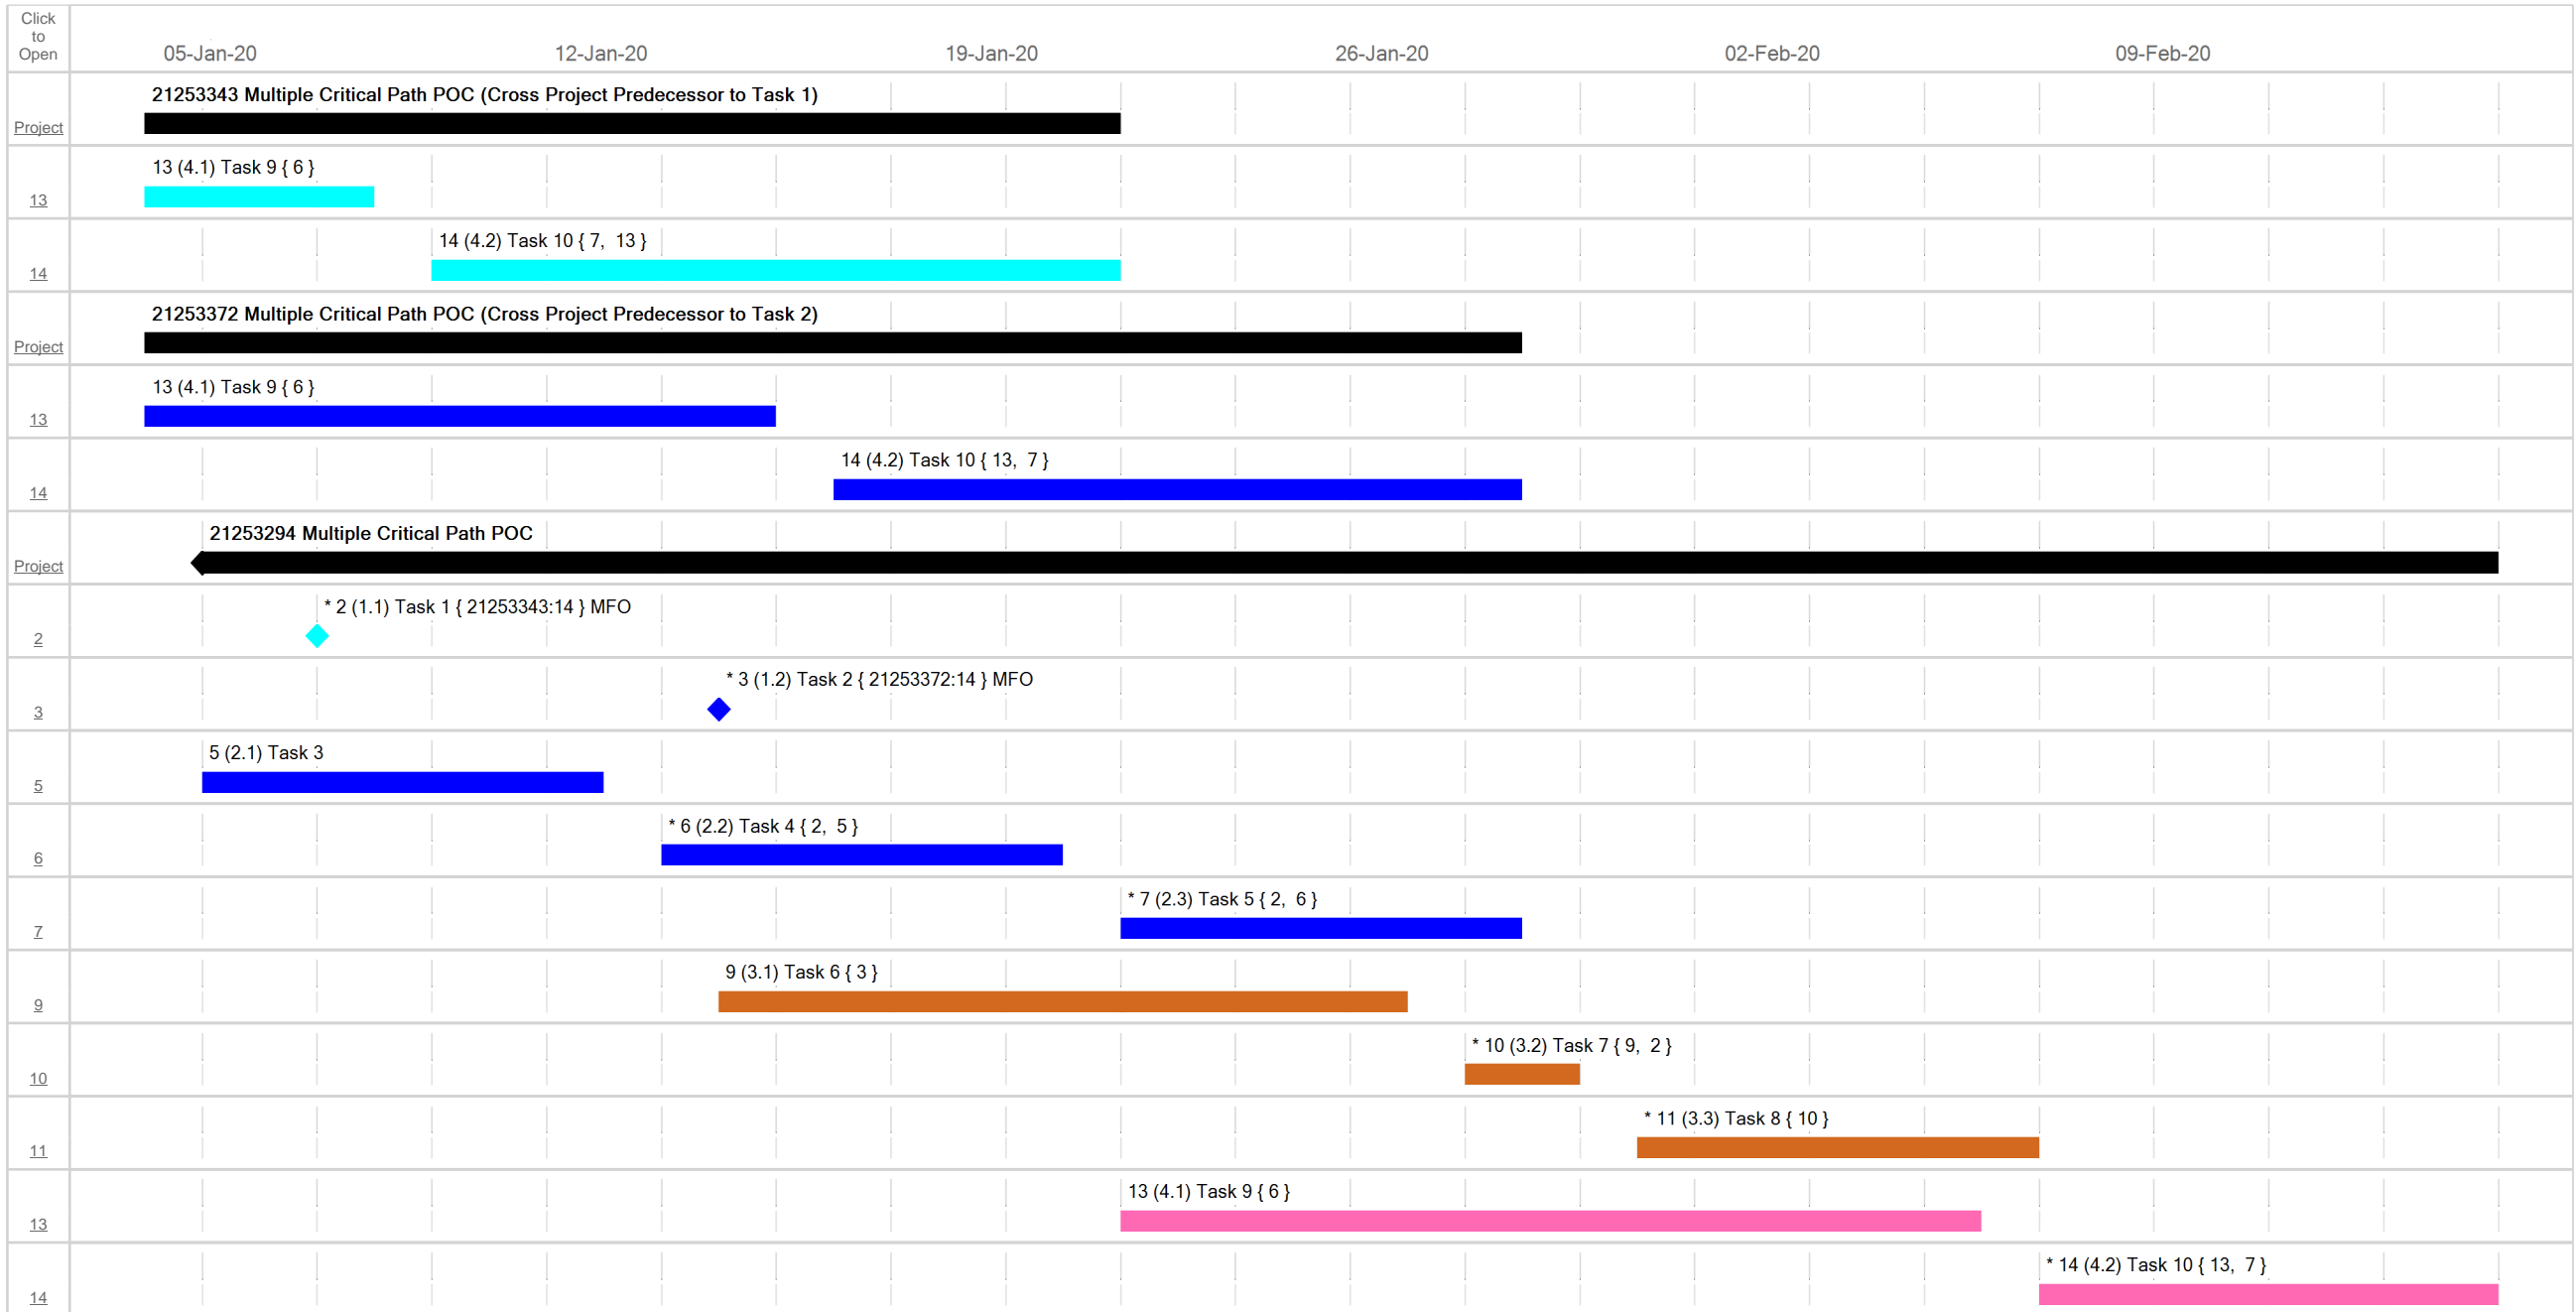 Click
to
Open
05-Jan-20 12-Jan-20 19-Jan-20 26-Jan-20 02-Feb-20 09-Feb-20
21253343 Multiple Critical Path POC (Cross Project Predecessor to Task 1)
Project
13 (4.1) Task 9 { 6 }
13
14 (4.2) Task 10 { 7,  13 }
14
21253372 Multiple Critical Path POC (Cross Project Predecessor to Task 2)
Project
13 (4.1) Task 9 { 6 }
13
14 (4.2) Task 10 { 13,  7 }
14
21253294 Multiple Critical Path POC
Project
* 2 (1.1) Task 1 { 21253343:14 } MFO
2
* 3 (1.2) Task 2 { 21253372:14 } MFO
3
5 (2.1) Task 3
5
* 6 (2.2) Task 4 { 2,  5 }
6
* 7 (2.3) Task 5 { 2,  6 }
7
9 (3.1) Task 6 { 3 }
9
* 10 (3.2) Task 7 { 9,  2 }
10
* 11 (3.3) Task 8 { 10 }
11
13 (4.1) Task 9 { 6 }
13
* 14 (4.2) Task 10 { 13,  7 }
14